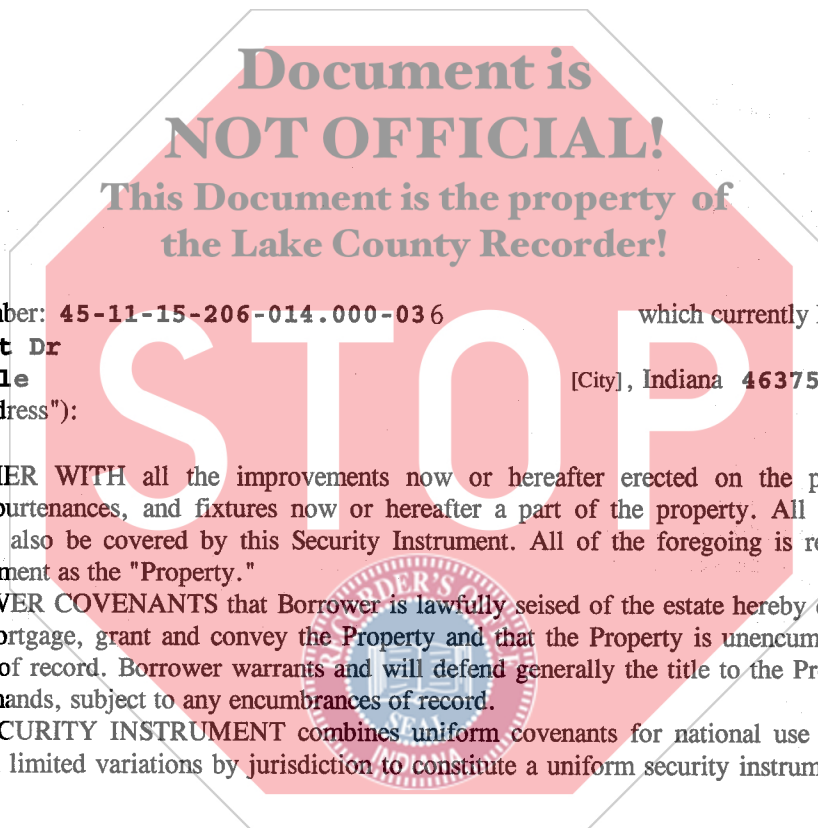 Document is
NOT OFFICIAL!
This Document is the property of
the Lake County Recorder!
STOP
ber: 45-11-15-206-014.000-036 which currently
t Dr
le [City], Indiana 46375
dress"):
ER WITH all the improvements now or hereafter erected on the p
purtenances, and fixtures now or hereafter a part of the property. All
also be covered by this Security Instrument. All of the foregoing is re
ment as the "Property."
VER COVENANTS that Borrower is lawfully seised of the estate hereby
ortgage, grant and convey the Property and that the Property is unencum
of record. Borrower warrants and will defend generally the title to the Pr
nands, subject to any encumbrances of record.
CURITY INSTRUMENT combines uniform covenants for national use
limited variations by jurisdiction to constitute a uniform security instrum
SEAL
INDIANA